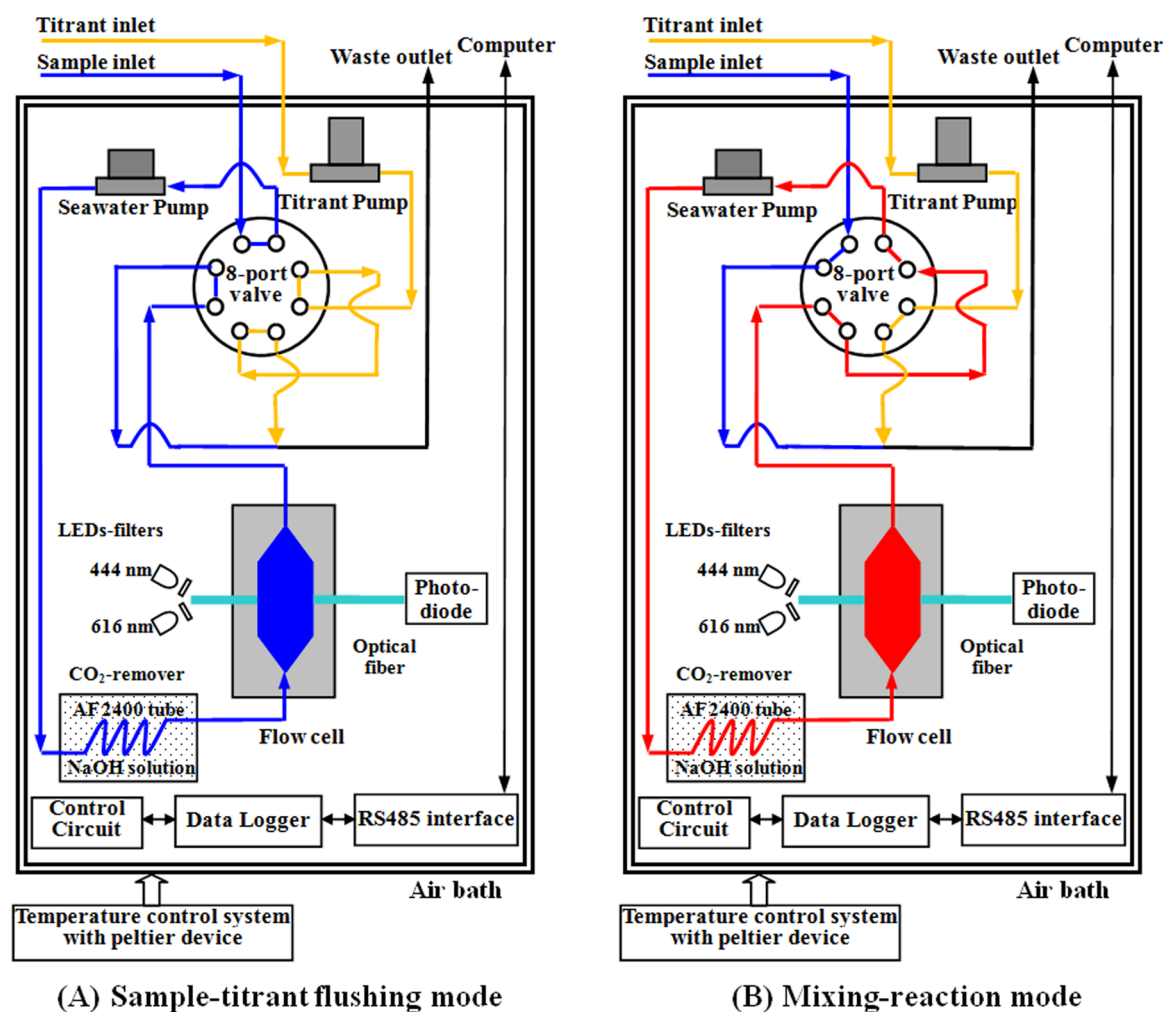 Titrant inlet
Sample inlet
Waste outlet
Computer
Seawater Pump
Titrant Pump
8-port
valve
LEDs-filters
444 nm
616 nm
Photo-
diode
Optical
fiber
CO₂-remover
AF2400 tube
NaOH solution
Flow cell
Control
Circuit
Data Logger
RS485 interface
Air bath
Temperature control system
with peltier device
(A) Sample-titrant flushing mode
Titrant inlet
Sample inlet
Waste outlet
Computer
Seawater Pump
Titrant Pump
8-port
valve
LEDs-filters
444 nm
616 nm
Photo-
diode
Optical
fiber
CO₂-remover
AF2400 tube
NaOH solution
Flow cell
Control
Circuit
Data Logger
RS485 interface
Air bath
Temperature control system
with peltier device
(B) Mixing-reaction mode